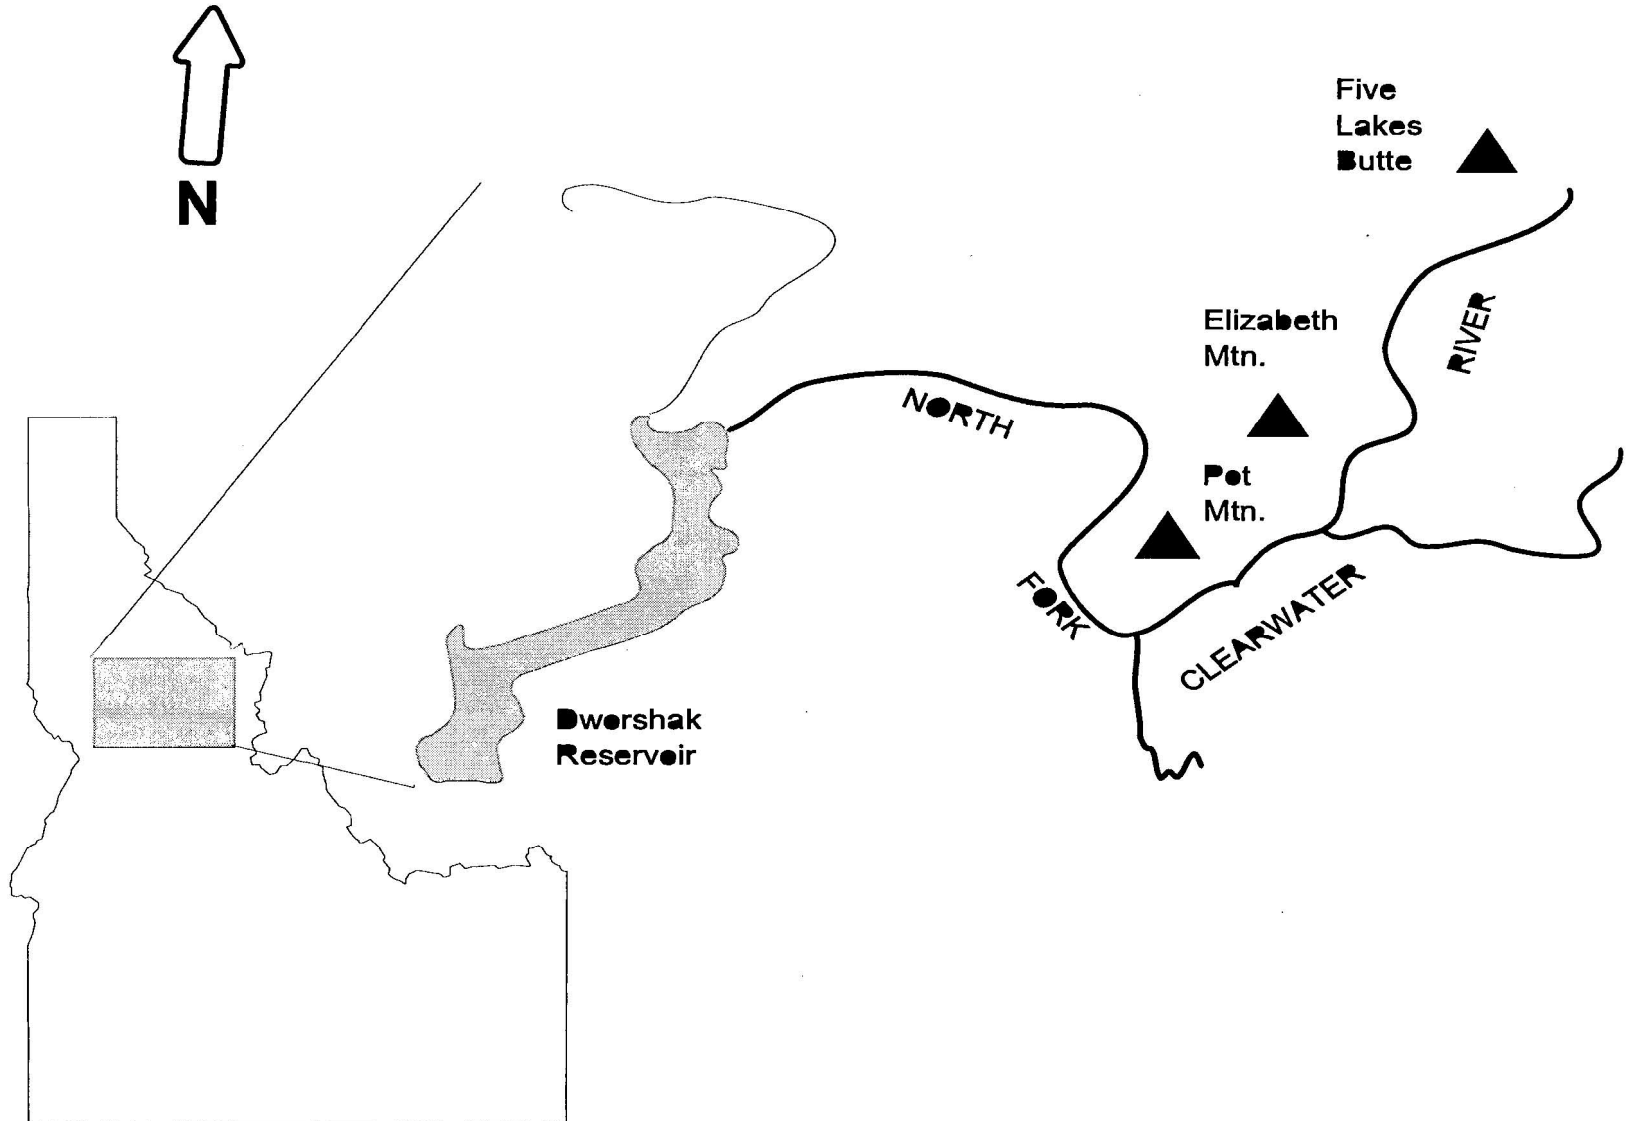 N
Five
Lakes
Butte
Elizabeth
Mtn.
RIVER
NORTH
Pot
Mtn.
FORK
CLEARWATER
Dworshak
Reservoir